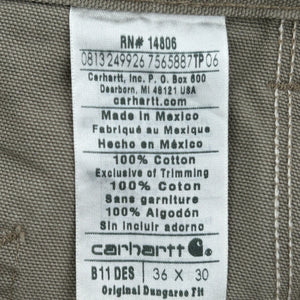 RN# 14806
0813249926 7565887TP 06
Carhartt, Inc. P.O. Box 600
Dearborn, MI 48121 USA
carhartt.com
Made in Mexico
Fabriqué au Mexique
Hecho en México
100% Cotton
Exclusive of Trimming
100% Coton
Sans garniture
100% Algodón
Sin incluir adorno
carhartt
B11 DES 36 X 30
Original Dungaree Fit